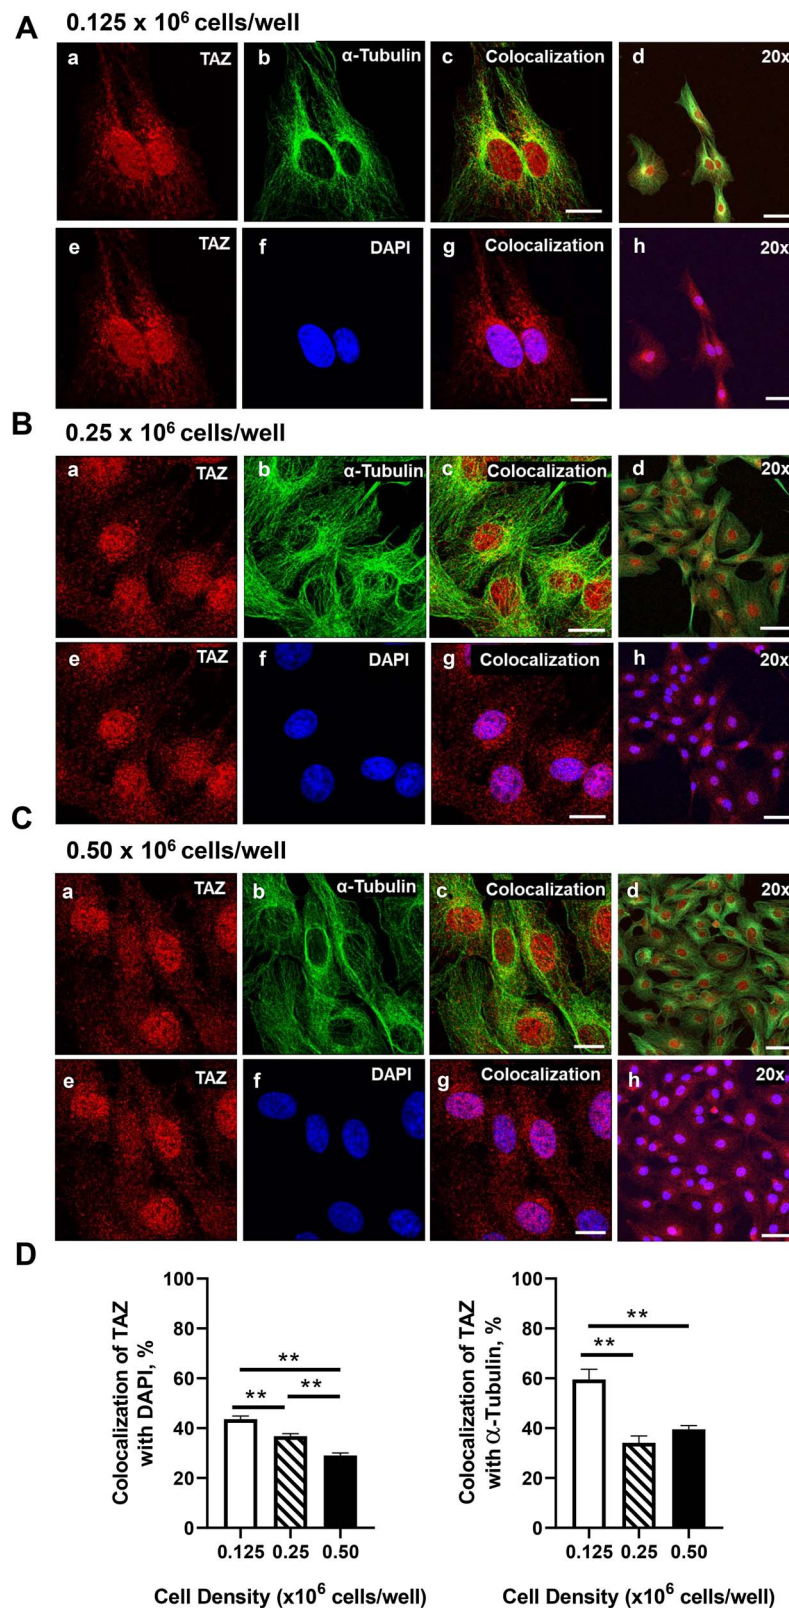 A
0.125 x 10⁶ cells/well
a TAZ b α-Tubulin c Colocalization d 20x
e TAZ f DAPI g Colocalization h 20x
B
0.25 x 10⁶ cells/well
a TAZ b α-Tubulin c Colocalization d 20x
e TAZ f DAPI g Colocalization h 20x
C
0.50 x 10⁶ cells/well
a TAZ b α-Tubulin c Colocalization d 20x
e TAZ f DAPI g Colocalization h 20x
D
Colocalization of TAZ
with DAPI, %
100
80
60
40
20
0
**
** **
0.125 0.25 0.50
Cell Density (x10⁶ cells/well)
Colocalization of TAZ
with α-Tubulin, %
100
80
60
40
20
0
**
**
0.125 0.25 0.50
Cell Density (x10⁶ cells/well)